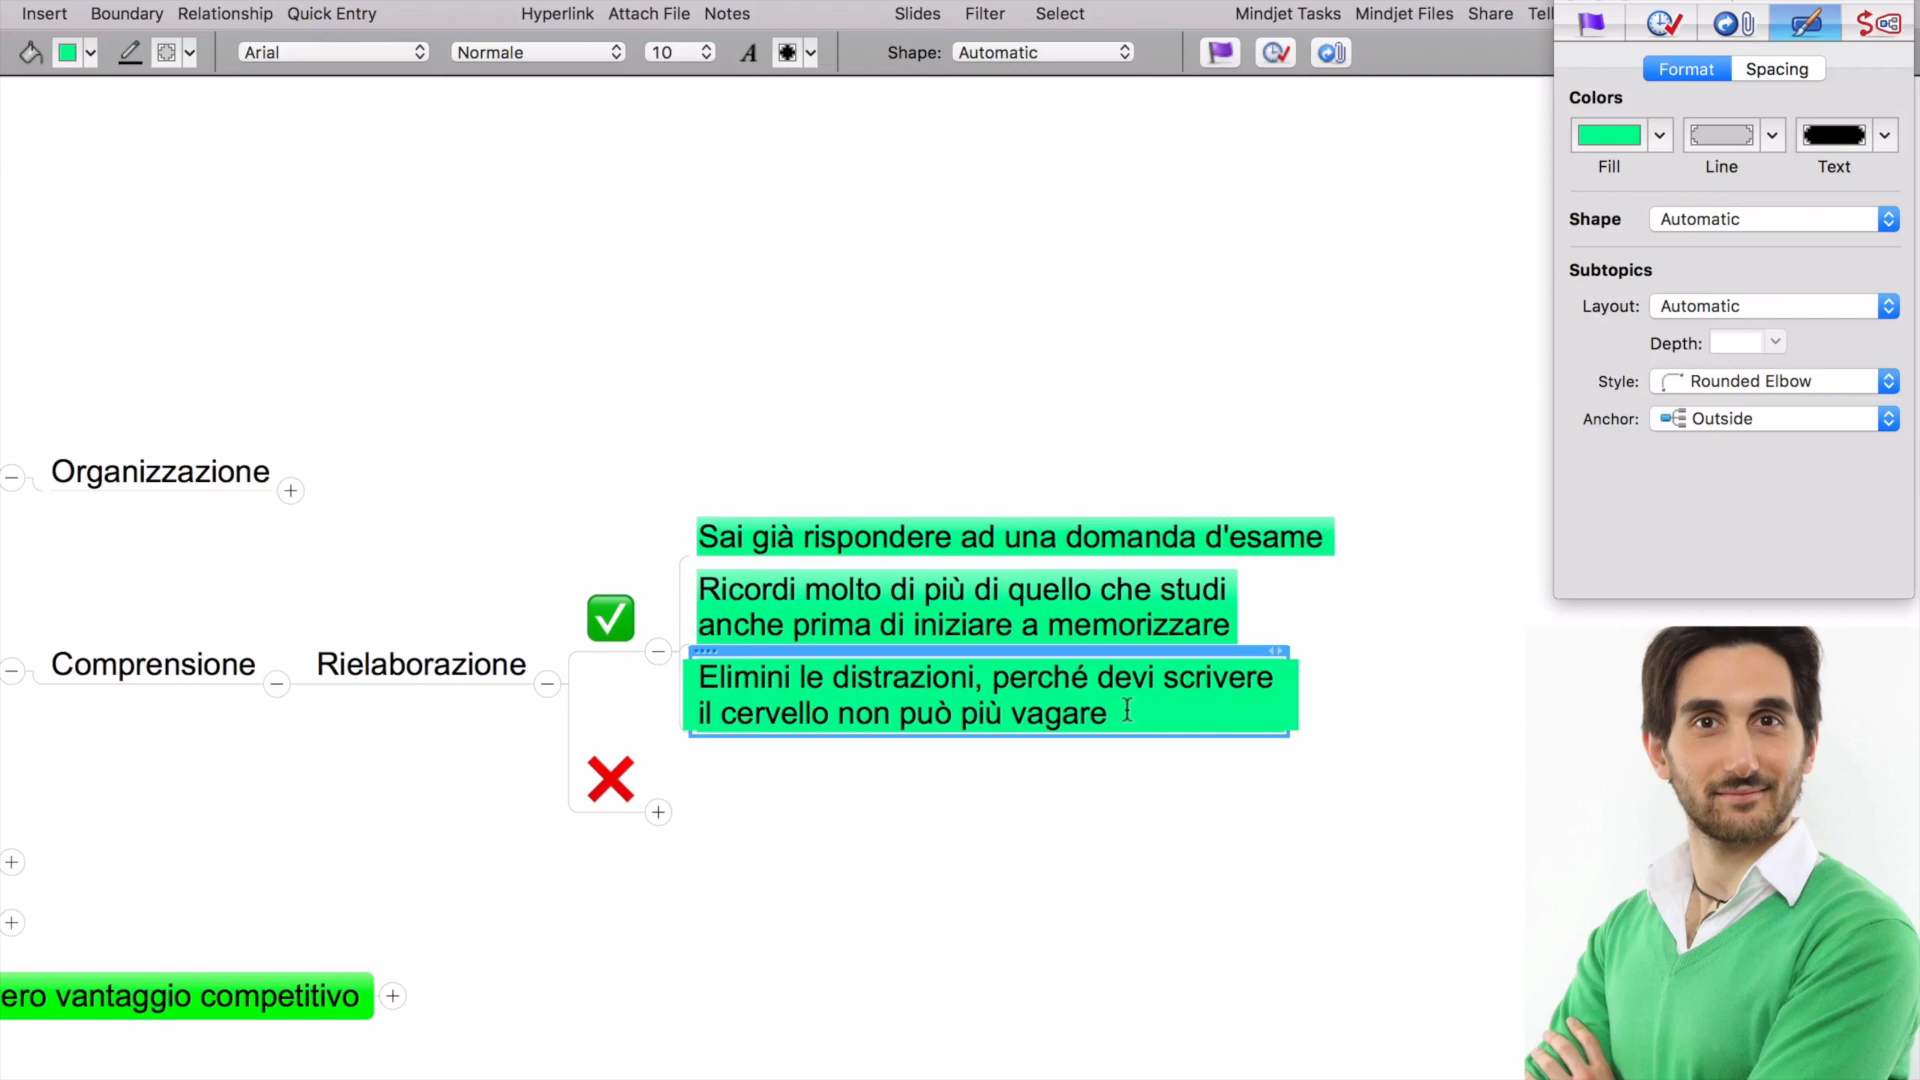 Insert Boundary Relationship Quick Entry Hyperlink Attach File Notes Slides Filter Select Mindjet Tasks Mindjet Files Share Tell
Arial Normale 10 A Shape: Automatic
Format Spacing
Colors
Fill Line Text
Shape Automatic
Subtopics
Layout: Automatic
Depth:
Style: Rounded Elbow
Anchor: Outside
Organizzazione
Sai già rispondere ad una domanda d'esame
Ricordi molto di più di quello che studi
anche prima di iniziare a memorizzare
Comprensione
Rielaborazione
Elimini le distrazioni, perché devi scrivere
il cervello non può più vagare
ero vantaggio competitivo